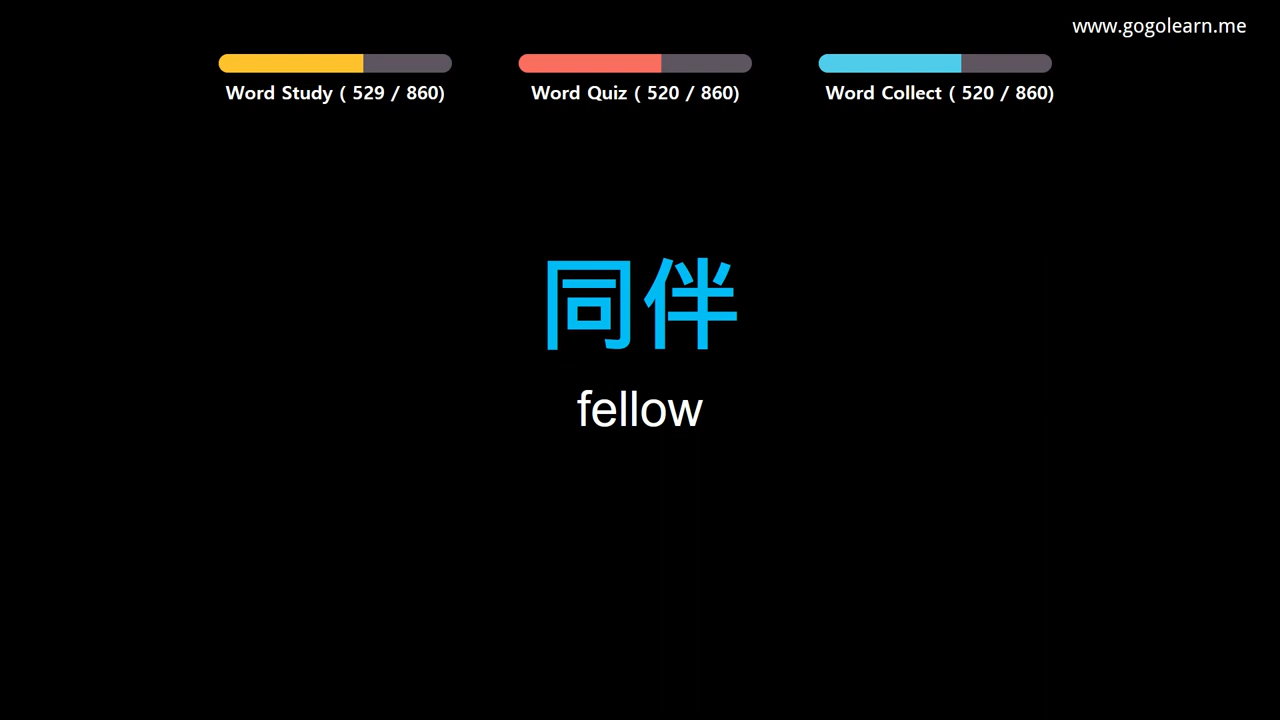 www.gogolearn.me
Word Study ( 529 / 860)
Word Quiz ( 520 / 860)
Word Collect ( 520 / 860)
同伴
fellow